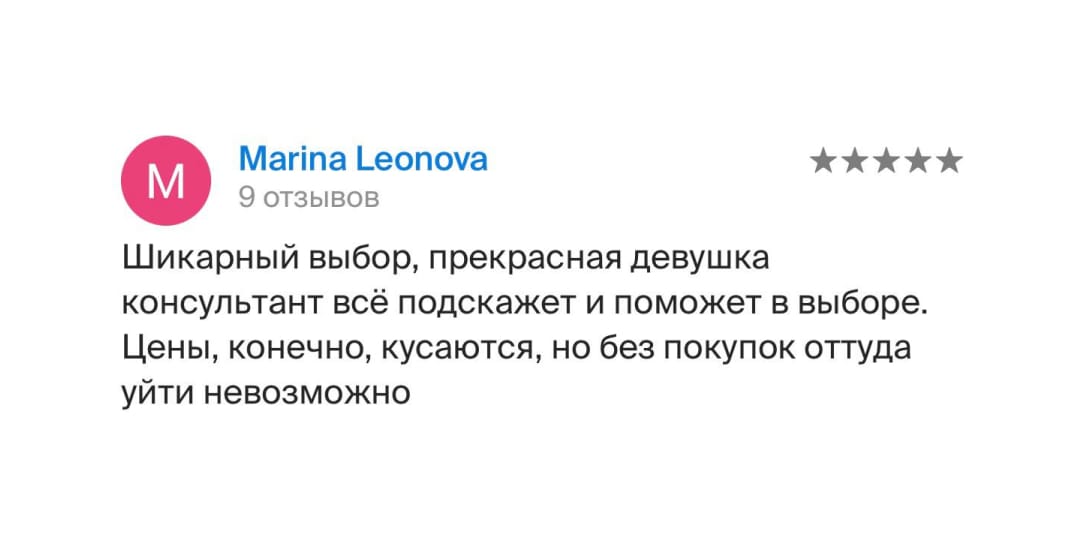 M
Marina Leonova
9 отзывов
Шикарный выбор, прекрасная девушка
консультант всё подскажет и поможет в выборе.
Цены, конечно, кусаются, но без покупок оттуда
уйти невозможно